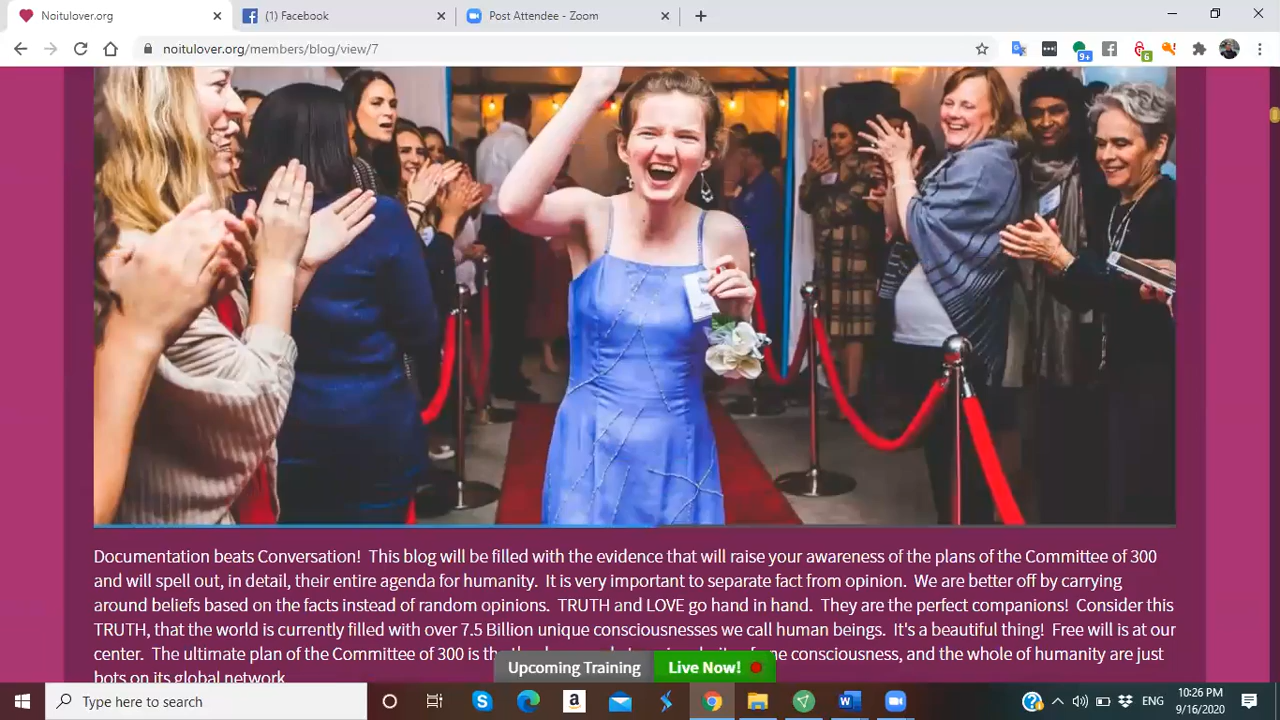 Noitulover.org
(1) Facebook
Post Attendee - Zoom
noitulover.org/members/blog/view/7
9+
6
Documentation beats Conversation! This blog will be filled with the evidence that will raise your awareness of the plans of the Committee of 300
and will spell out, in detail, their entire agenda for humanity. It is very important to separate fact from opinion. We are better off by carrying
around beliefs based on the facts instead of random opinions. TRUTH and LOVE go hand in hand. They are the perfect companions! Consider this
TRUTH, that the world is currently filled with over 7.5 Billion unique consciousnesses we call human beings. It's a beautiful thing! Free will is at our
center. The ultimate plan of the Committee of 300 is consciousness, and the whole of humanity are just
bots on its global network
Upcoming Training
Live Now!
Type here to search
ENG
10:26 PM
9/16/2020